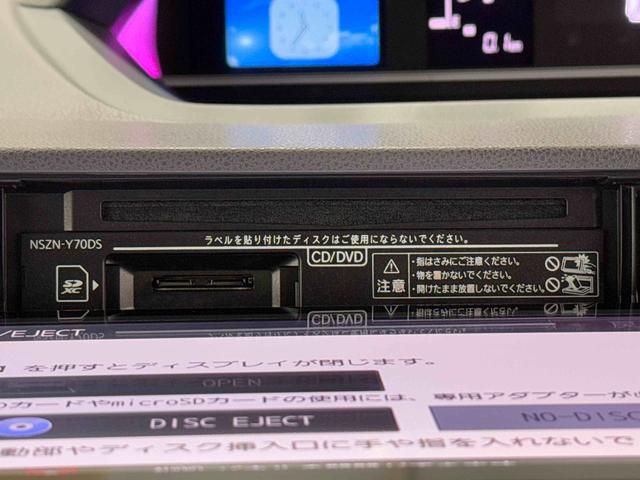 0.1
NSZN-Y70DS
ラベルを貼り付けたディスクはご使用にならないでください。
CD/DVD
SD XC
注意
・指はさみにご注意ください。
・物を置かないでください。
・開けたまま放置しないでください。
/EJECT
を押すとディスプレイが閉じます。
OPEN
カードやmicroSDカードの使用には、専用アダプターが
DISC EJECT
NO-DISC
動部やディスク挿入口に手や指を入れないで